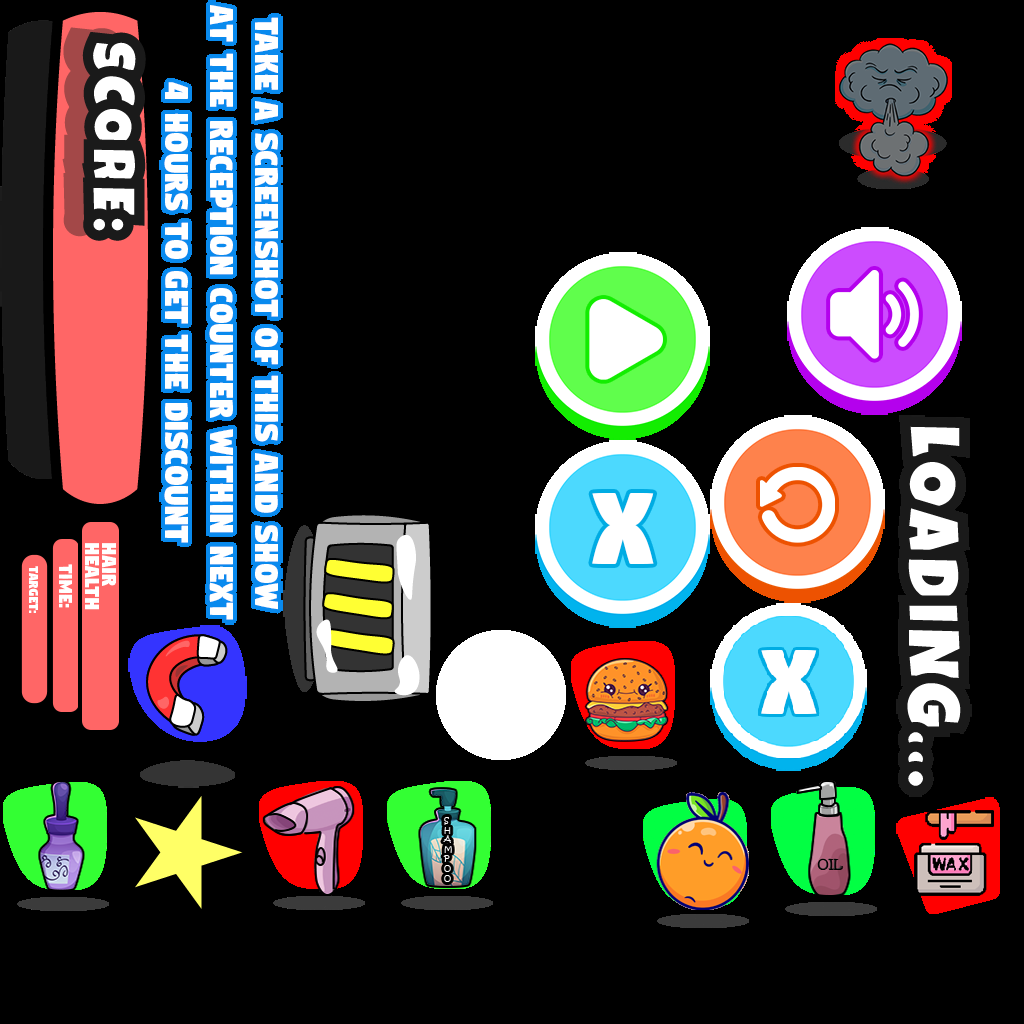 SCORE:
TAKE A SCREENSHOT OF THIS AND SHOW
AT THE RECEPTION COUNTER WITHIN NEXT
4 HOURS TO GET THE DISCOUNT
HAIR
HEALTH
TIME:
TARGET:
X
X
LOADING...
SHAMPOO
OIL
WAX